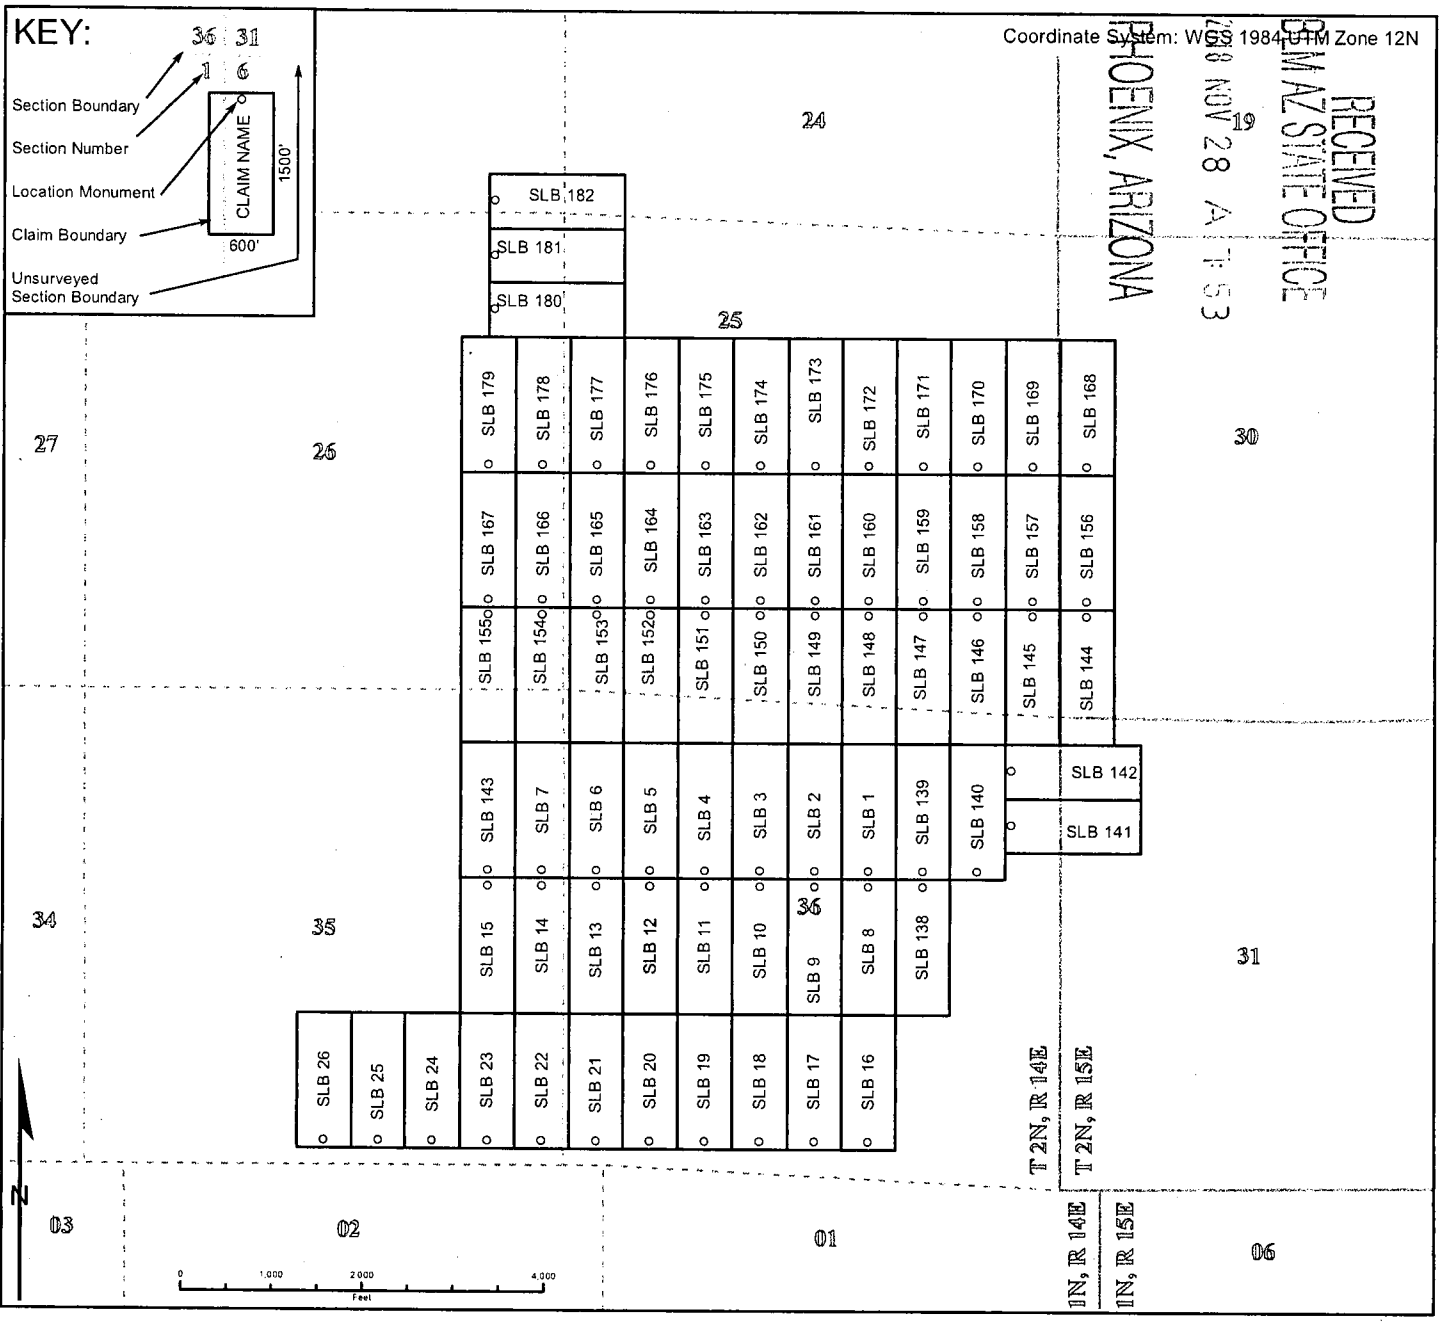 KEY:
36 31
1 6
Section Boundary
Section Number
Location Monument
Claim Boundary
Unsurveyed
Section Boundary
CLAIM NAME
1500'
600'
Coordinate System: WGS 1984 UTM Zone 12N
RECEIVED
BLM AZ STATE OFFICE
2018 NOV 28 A 7:53
PHOENIX, ARIZONA
24
19
SLB 182
SLB 181
SLB 180
25
27
26
30
SLB 179
SLB 178
SLB 177
SLB 176
SLB 175
SLB 174
SLB 173
SLB 172
SLB 171
SLB 170
SLB 169
SLB 168
SLB 167
SLB 166
SLB 165
SLB 164
SLB 163
SLB 162
SLB 161
SLB 160
SLB 159
SLB 158
SLB 157
SLB 156
SLB 155
SLB 154
SLB 153
SLB 152
SLB 151
SLB 150
SLB 149
SLB 148
SLB 147
SLB 146
SLB 145
SLB 144
SLB 143
SLB 7
SLB 6
SLB 5
SLB 4
SLB 3
SLB 2
SLB 1
SLB 139
SLB 140
SLB 142
SLB 141
34
35
36
31
SLB 15
SLB 14
SLB 13
SLB 12
SLB 11
SLB 10
SLB 9
SLB 8
SLB 138
SLB 26
SLB 25
SLB 24
SLB 23
SLB 22
SLB 21
SLB 20
SLB 19
SLB 18
SLB 17
SLB 16
T 2N, R 14E
T 2N, R 15E
N
03
02
01
06
1N, R 14E
1N, R 15E
0 1,000 2,000 4,000
Feet